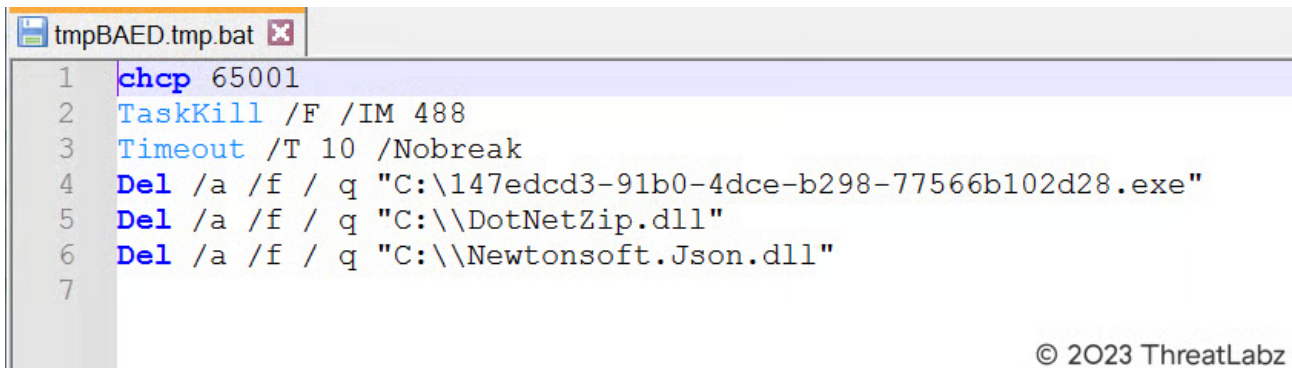 tmpBAED.tmp.bat
1 chcp 65001
2 TaskKill /F /IM 488
3 Timeout /T 10 /Nobreak
4 Del /a /f / q "C:\147edcd3-91b0-4dce-b298-77566b102d28.exe"
5 Del /a /f / q "C:\\DotNetZip.dll"
6 Del /a /f / q "C:\\Newtonsoft.Json.dll"
7
© 2023 ThreatLabz